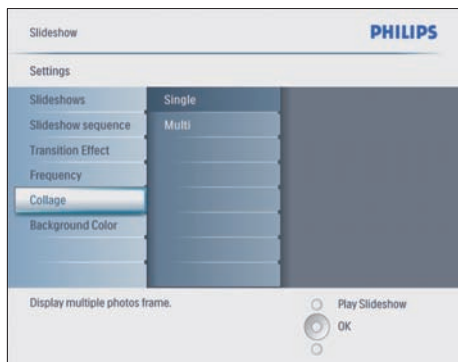 Slideshow
PHILIPS
Settings
Slideshows
Single
Slideshow sequence
Multi
Transition Effect
Frequency
Collage
Background Color
Display multiple photos frame.
Play Slideshow
OK